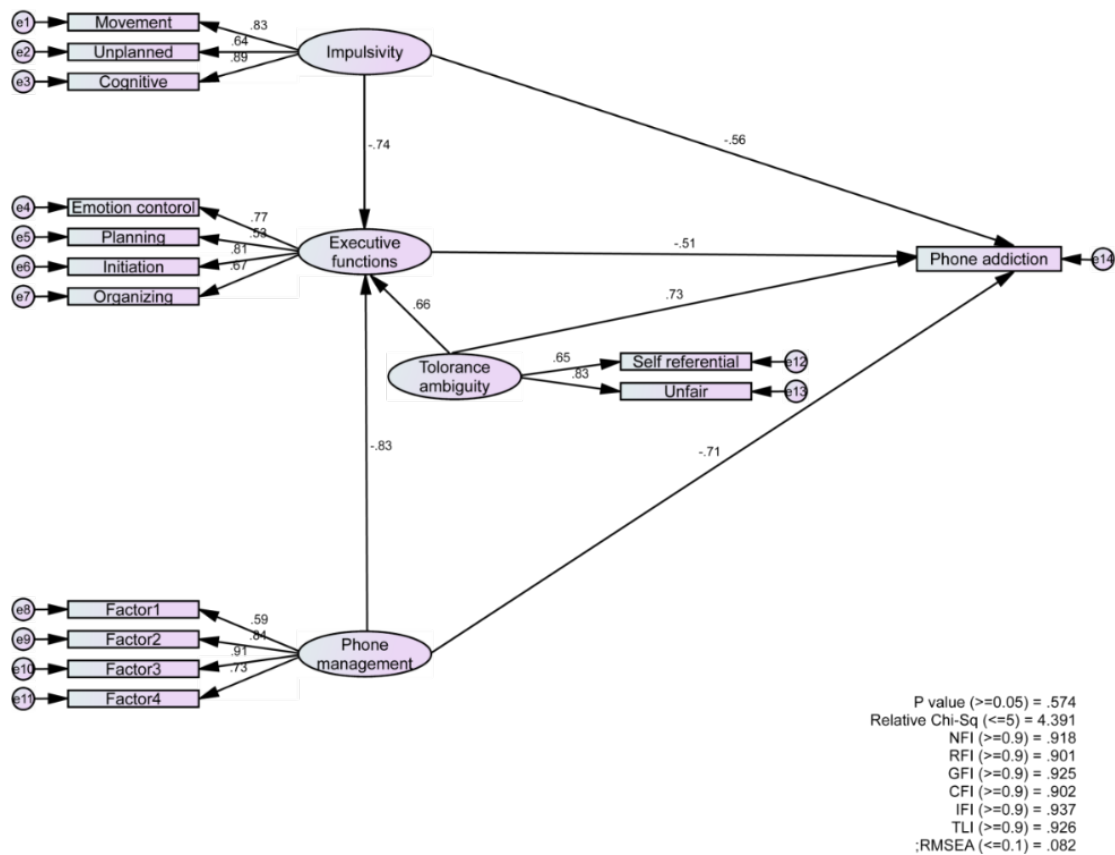 e1
Movement
.83
e2
Unplanned
.64
e3
Cognitive
.89
Impulsivity
-.56
-.74
e4
Emotion contorol
.77
e5
Planning
.53
e6
Initiation
.81
e7
Organizing
.67
Executive
functions
-.51
Phone addiction
e14
.66
.73
Tolorance
ambiguity
.65
Self referential
e12
.83
Unfair
e13
-.83
-.71
e8
Factor1
.59
e9
Factor2
e10
Factor3
.91
e11
Factor4
.73
Phone
management
P value (>=0.05) = .574
Relative Chi-Sq (<=5) = 4.391
NFI (>=0.9) = .918
RFI (>=0.9) = .901
GFI (>=0.9) = .925
CFI (>=0.9) = .902
IFI (>=0.9) = .937
TLI (>=0.9) = .926
;RMSEA (<=0.1) = .082